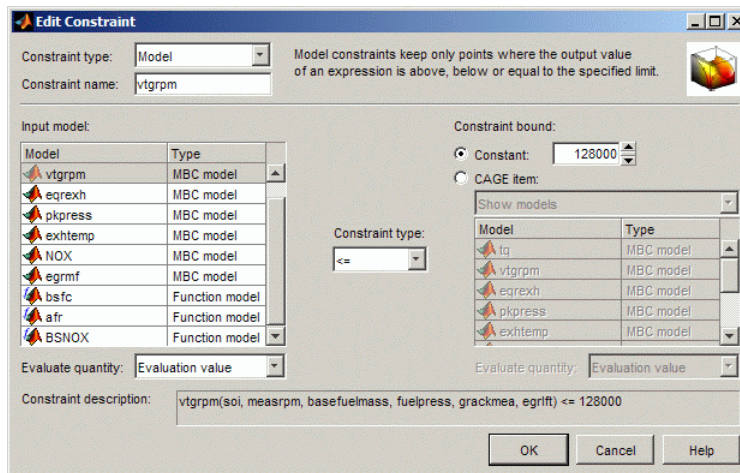 Edit Constraint
Constraint type: Model
Model constraints keep only points where the output value
of an expression is above, below or equal to the specified limit.
Constraint name: vtgrpm
Input model:
Model Type
vtgrpm MBC model
eqrexh MBC model
pkpress MBC model
exhtemp MBC model
NOX MBC model
egrmf MBC model
bsfc Function model
afr Function model
BSNOX Function model
Evaluate quantity: Evaluation value
Constraint type:
<=
Constraint bound:
Constant: 128000
CAGE item:
Show models
Model Type
tq MBC model
vtgrpm MBC model
eqrexh MBC model
pkpress MBC model
exhtemp MBC model
Evaluate quantity: Evaluation value
Constraint description: vtgrpm(soi, measrpm, basefuelmass, fuelpress, grackmea, egrlft) <= 128000
OK Cancel Help